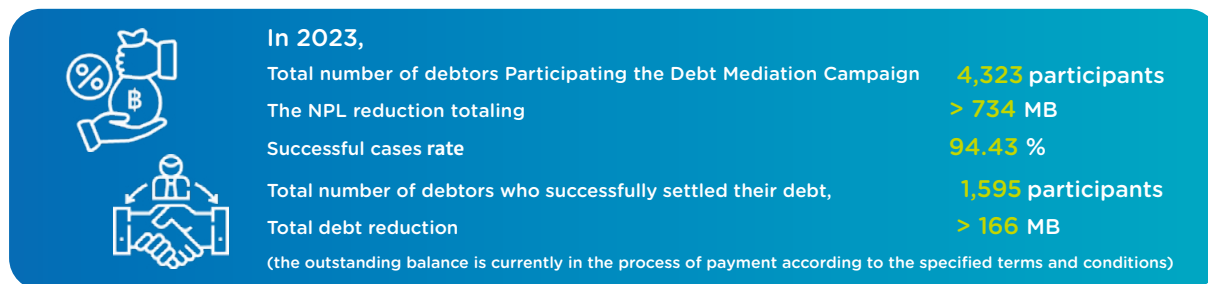 In 2023,
Total number of debtors Participating the Debt Mediation Campaign 4,323 participants
The NPL reduction totaling > 734 MB
Successful cases rate 94.43 %
Total number of debtors who successfully settled their debt, 1,595 participants
Total debt reduction > 166 MB
(the outstanding balance is currently in the process of payment according to the specified terms and conditions)
%
฿